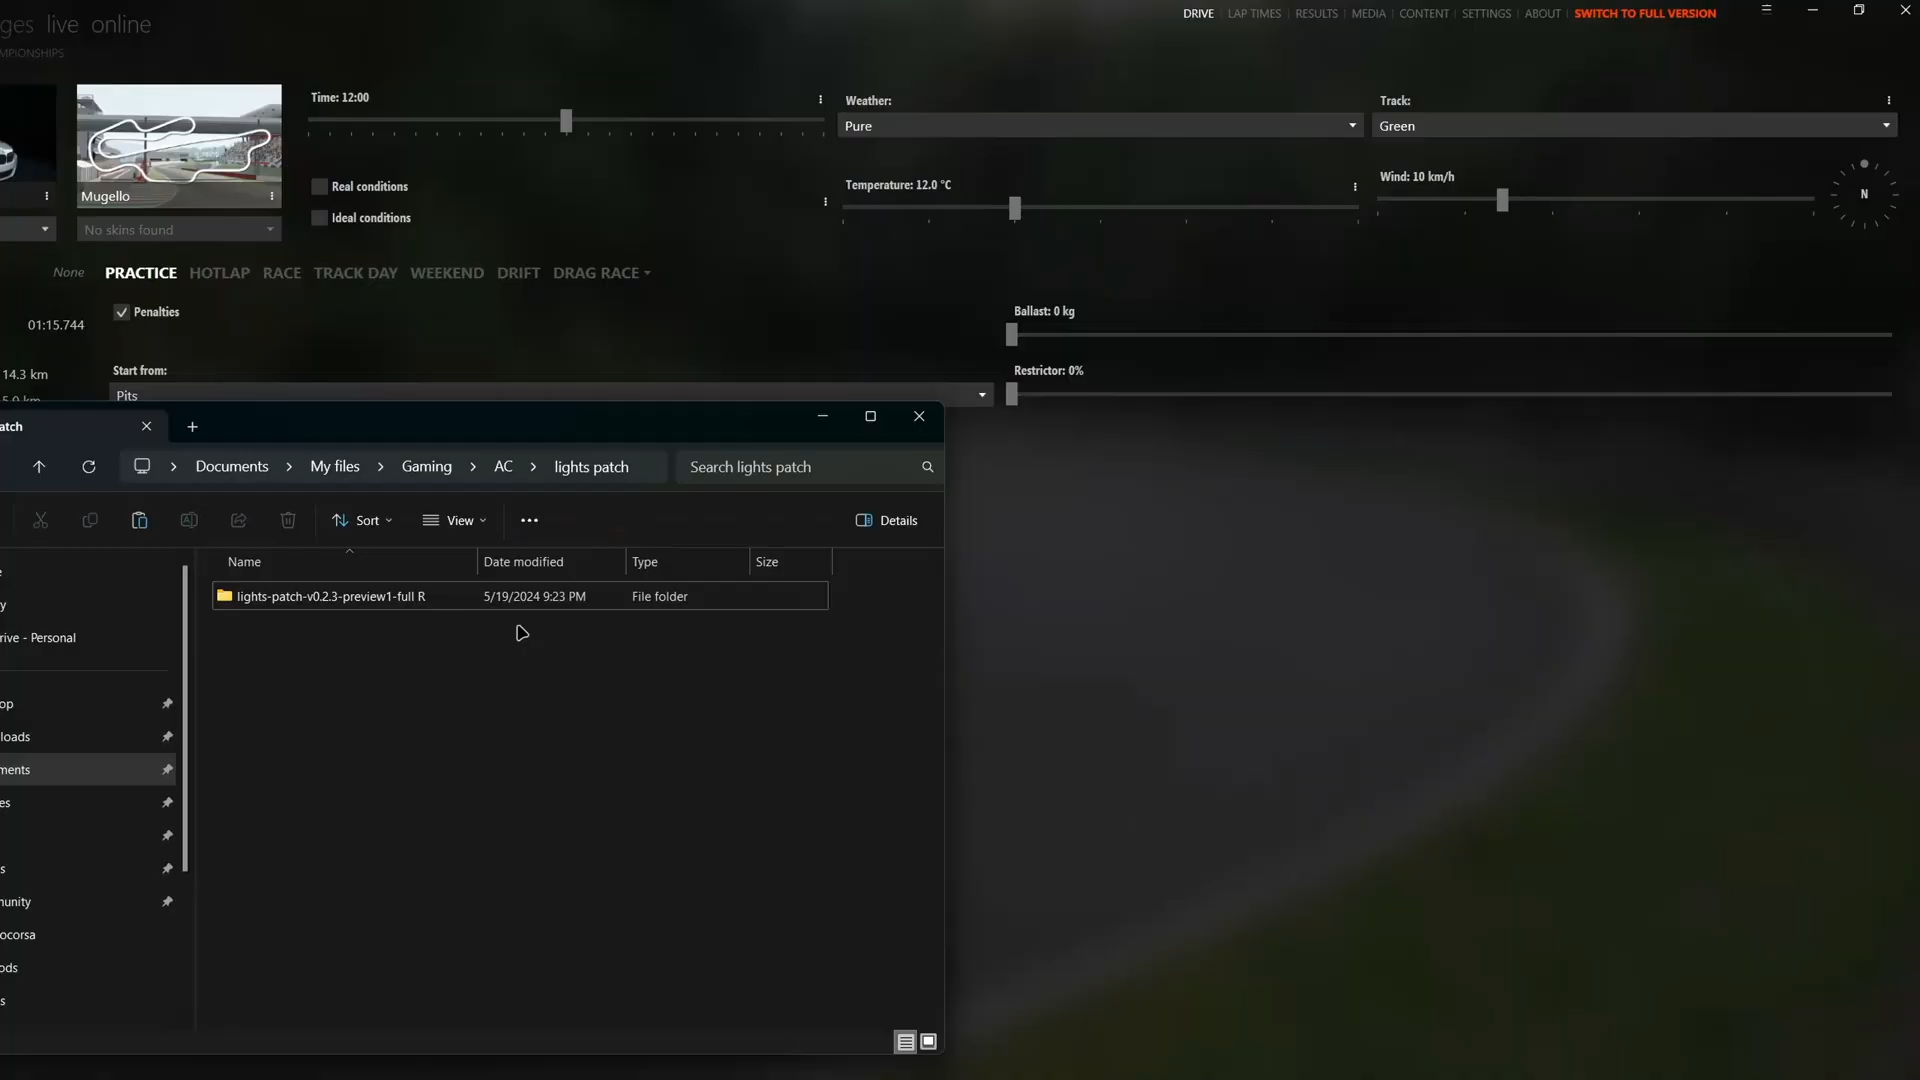 ges live online
DRIVE LAP TIMES RESULTS MEDIA CONTENT SETTINGS ABOUT SWITCH TO FULL VERSION
MPIONSHIPS
Time: 12:00
Weather:
Track:
Pure
Green
Real conditions
Temperature: 12.0 °C
Wind: 10 km/h
Mugello
N
Ideal conditions
No skins found
None PRACTICE HOTLAP RACE TRACK DAY WEEKEND DRIFT DRAG RACE
Penalties
Ballast: 0 kg
01:15.744
14.3 km
Start from:
Restrictor: 0%
Pits
5.0 km
atch
Documents > My files > Gaming > AC > lights patch
Search lights patch
Sort View ... Details
Name Date modified Type Size
lights-patch-v0.2.3-preview1-full R 5/19/2024 9:23 PM File folder
e
y
rive - Personal
op
loads
ments
es
s
nunity
ocorsa
ods
s